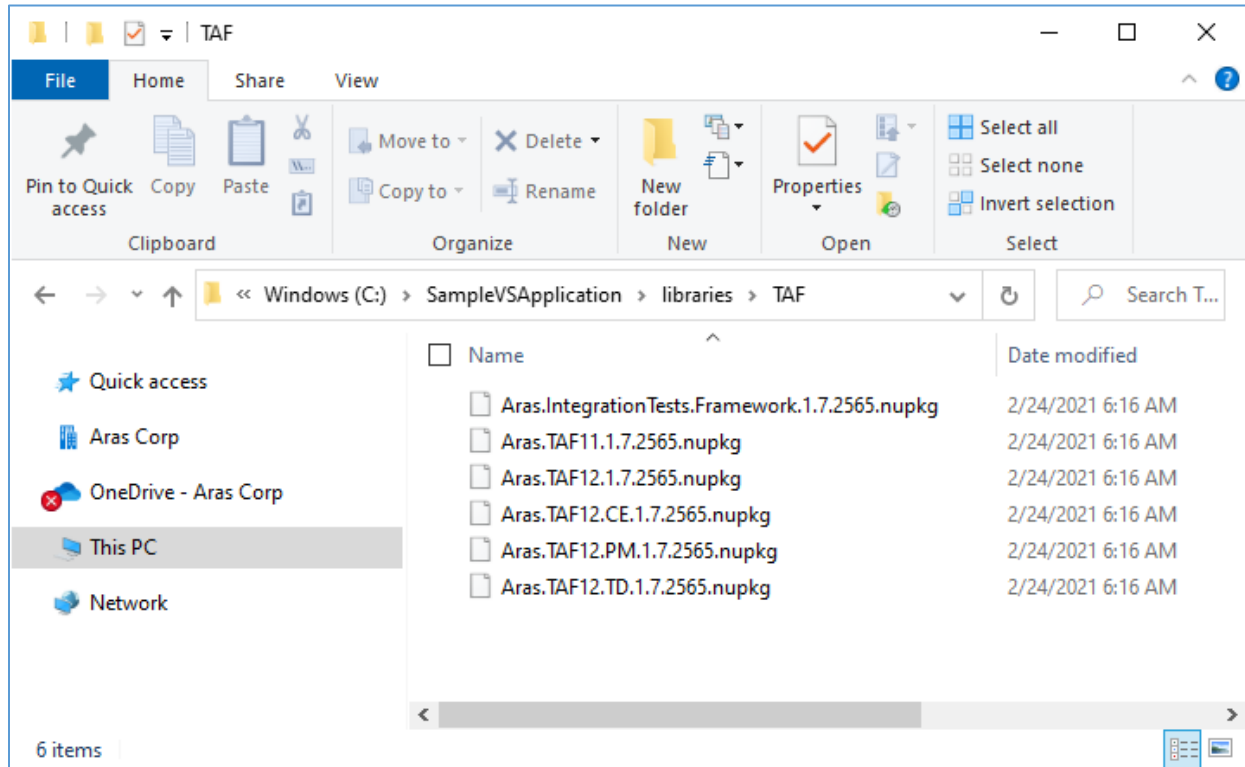 TAF
File Home Share View
Pin to Quick access
Copy
Paste
Move to
Copy to
Delete
Rename
New folder
Properties
Select all
Select none
Invert selection
Clipboard Organize New Open Select
« Windows (C:) › SampleVSApplication › libraries › TAF
Search T...
Name Date modified
Quick access
Aras Corp
OneDrive - Aras Corp
This PC
Network
Aras.IntegrationTests.Framework.1.7.2565.nupkg 2/24/2021 6:16 AM
Aras.TAF11.1.7.2565.nupkg 2/24/2021 6:16 AM
Aras.TAF12.1.7.2565.nupkg 2/24/2021 6:16 AM
Aras.TAF12.CE.1.7.2565.nupkg 2/24/2021 6:16 AM
Aras.TAF12.PM.1.7.2565.nupkg 2/24/2021 6:16 AM
Aras.TAF12.TD.1.7.2565.nupkg 2/24/2021 6:16 AM
6 items